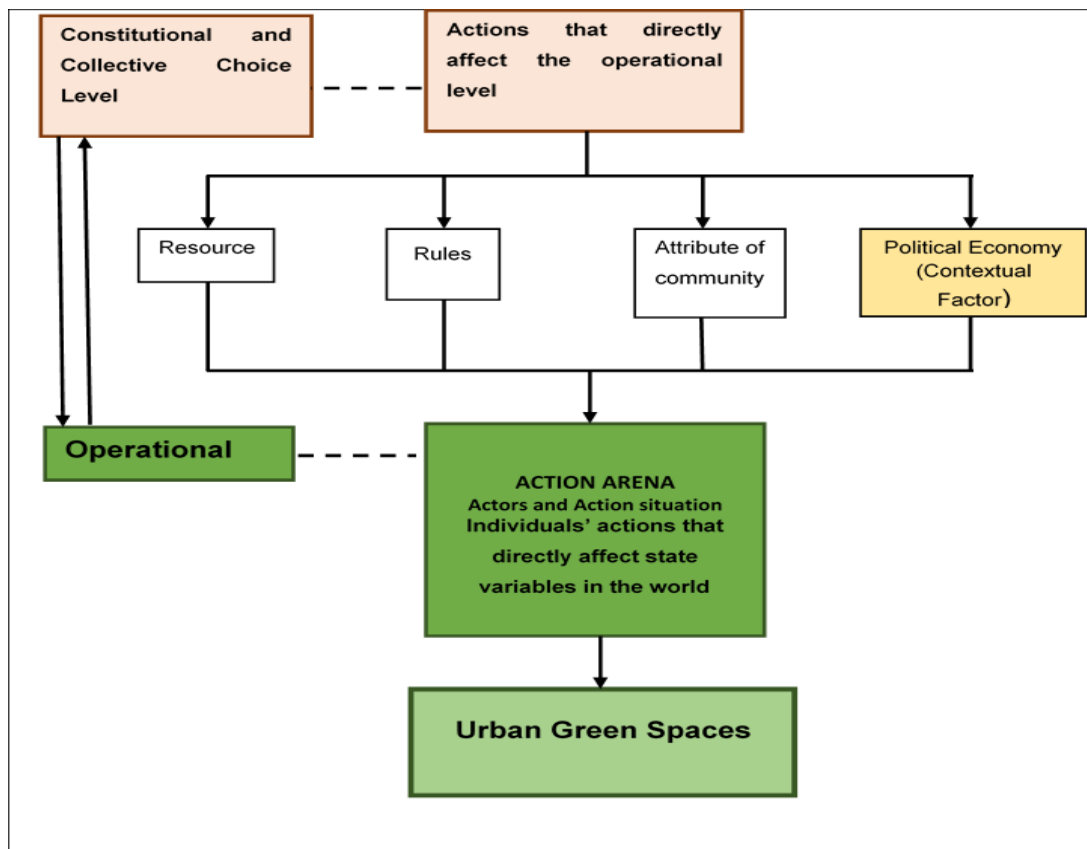 Constitutional and
Collective Choice
Level
Actions that directly
affect the operational
level
Resource
Rules
Attribute of
community
Political Economy
(Contextual
Factor)
Operational
ACTION ARENA
Actors and Action situation
Individuals’ actions that
directly affect state
variables in the world
Urban Green Spaces